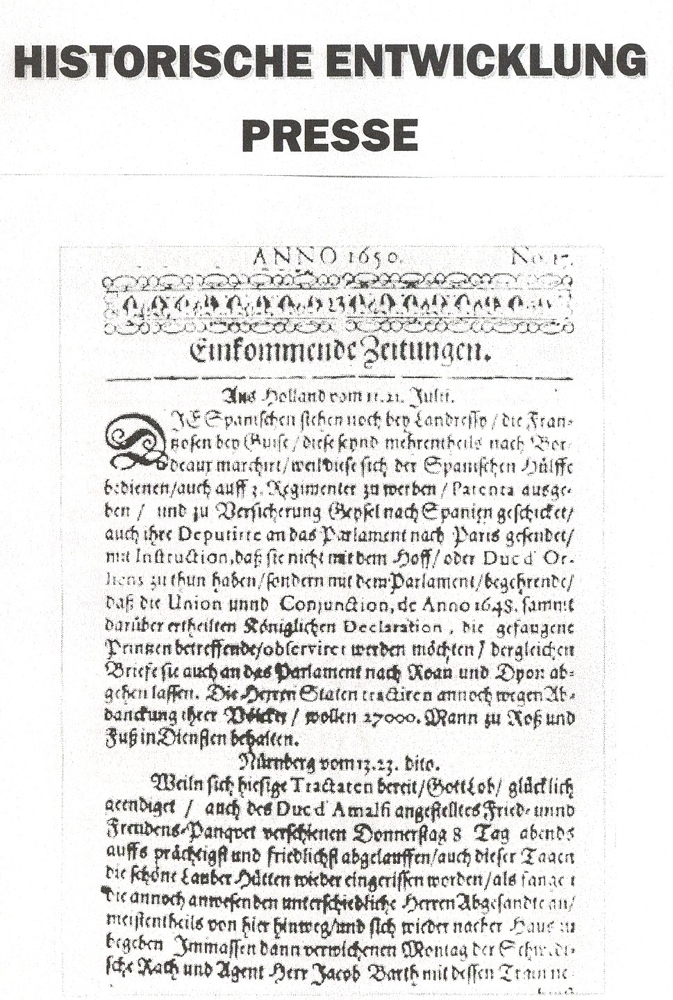 HISTORISCHE ENTWICKLUNG
PRESSE
ANNO 1650. No. 17.
Einkommende Zeitungen.
Aus Holland vom 11. 21. Julii.
DJE Spanischen stehen noch bey Landressy / die Fran-
tzosen bey Guise / diese seynd mehrentheils nach Bor-
deaux marchirt / weil diese sich der Spanischen Hülffe
bedienen / auch auff Regimenter zu werben / Patenta ausge-
ben / und zu Versicherung Geysel nach Spanien geschicket /
auch ihre Deputirte an das Parlament nach Paris gesendet /
mit Instruction, daß sie nicht mit dem Hoff / oder Duc d' Or-
liens zu thun haben / sondern mit dem Parlament / begehrende /
daß die Union unnd Conjunction, de Anno 1648. sammt
darüber ertheilten Königlichen Declaration, die gefangene
Printzen betreffende / observiret werden möchten / dergleichen
Briefe sie auch an das Parlament nach Roan und Dyon ab-
gehen lassen. Die Herren Staten tractiren annoch wegen Ab-
danckung ihrer Völcker / wollen 27000. Mann zu Roß und
Fuß in Diensten behalten.
Nürnberg vom 13. 23. dito.
Weiln sich hiesige Tractaten bereit / Gott Lob / glücklich
geendiget / auch des Duc d' Amalfi angestelltes Fried- unnd
Freudens-Panquet verschienen Donnerstag 8 Tag abends
auffs prächtigst und friedlichst abgelauffen / auch dieser Tagen
die schöne Lauber Hütten wieder eingerissen worden / als fangen
die annoch anwesenden unterschiedliche Herren Abgesandte an /
meistentheils von hier hinweg / und sich wieder nacher Haus zu
begeben Jmmassen dann verwichenen Montag der Schwedi-
sche Rath und Agent Herr Jacob Barth mit dessen Train ne-